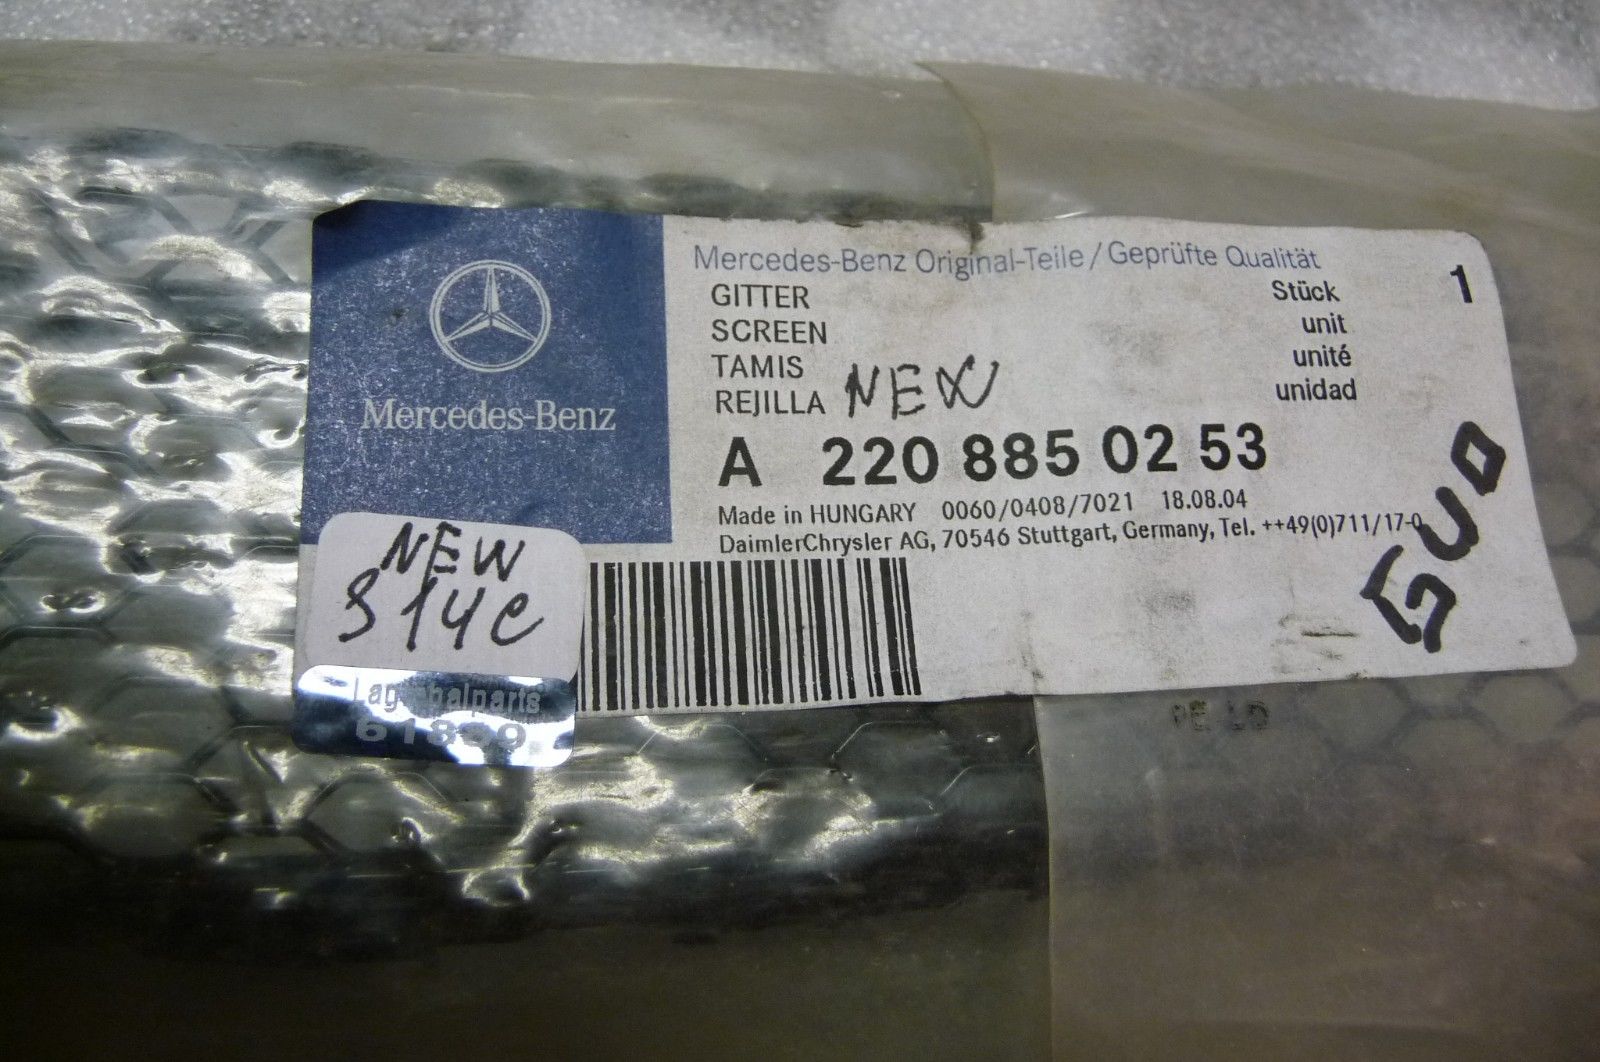 Mercedes-Benz Original-Teile / Geprüfte Qualität
GITTER Stück 1
SCREEN unit
TAMIS unité
REJILLA NEW unidad
A 220 885 02 53
Made in HUNGARY 0060/0408/7021 18.08.04
DaimlerChrysler AG, 70546 Stuttgart, Germany, Tel. ++49(0)711/17-0
Mercedes-Benz
NEW